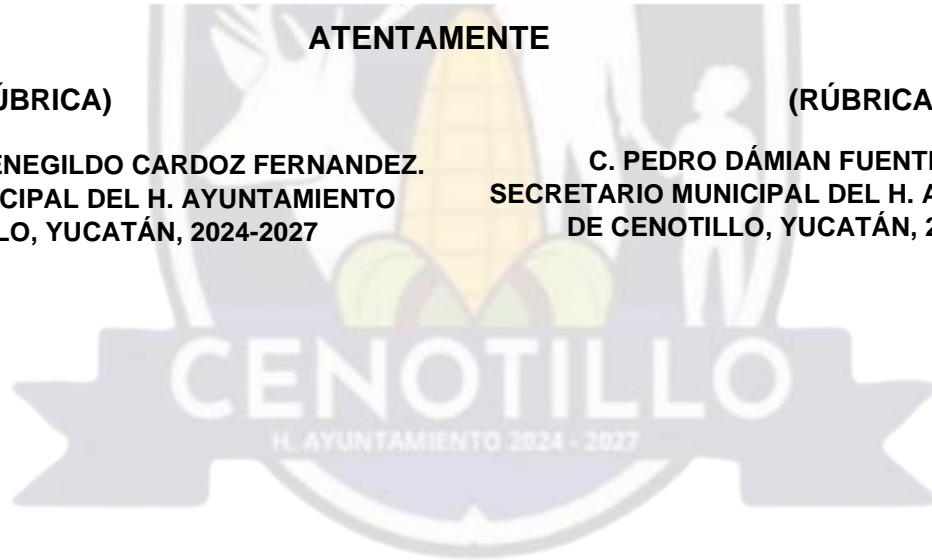 ATENTAMENTE
ÚBRICA) (RÚBRICA
ENEGILDO CARDOZ FERNANDEZ.
CIPAL DEL H. AYUNTAMIENTO
LO, YUCATÁN, 2024-2027
C. PEDRO DÁMIAN FUENT
SECRETARIO MUNICIPAL DEL H. A
DE CENOTILLO, YUCATÁN, 2
CENOTILLO
H. AYUNTAMIENTO 2024 - 2027